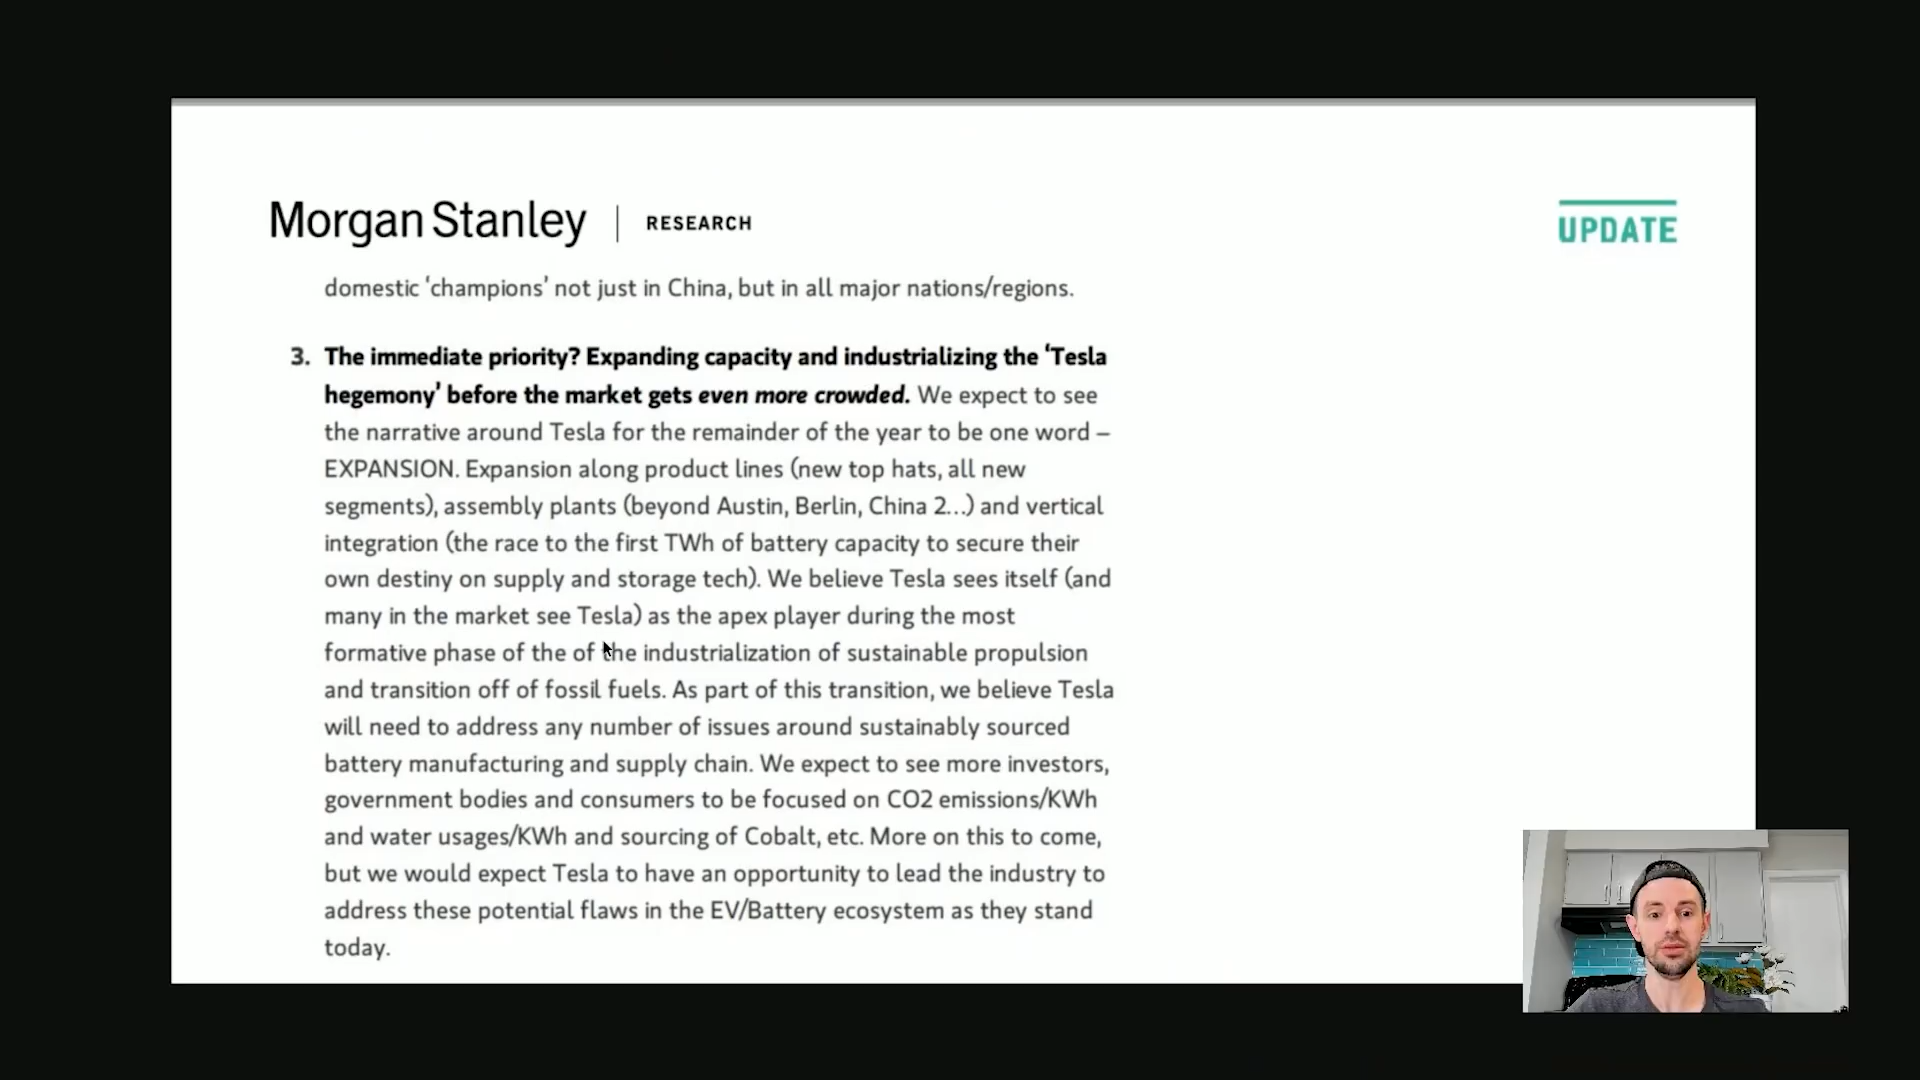 Morgan Stanley | RESEARCH
UPDATE
domestic ‘champions’ not just in China, but in all major nations/regions.
3. The immediate priority? Expanding capacity and industrializing the ‘Tesla
hegemony’ before the market gets even more crowded. We expect to see
the narrative around Tesla for the remainder of the year to be one word –
EXPANSION. Expansion along product lines (new top hats, all new
segments), assembly plants (beyond Austin, Berlin, China 2...) and vertical
integration (the race to the first TWh of battery capacity to secure their
own destiny on supply and storage tech). We believe Tesla sees itself (and
many in the market see Tesla) as the apex player during the most
formative phase of the of the industrialization of sustainable propulsion
and transition off of fossil fuels. As part of this transition, we believe Tesla
will need to address any number of issues around sustainably sourced
battery manufacturing and supply chain. We expect to see more investors,
government bodies and consumers to be focused on CO2 emissions/KWh
and water usages/KWh and sourcing of Cobalt, etc. More on this to come,
but we would expect Tesla to have an opportunity to lead the industry to
address these potential flaws in the EV/Battery ecosystem as they stand
today.